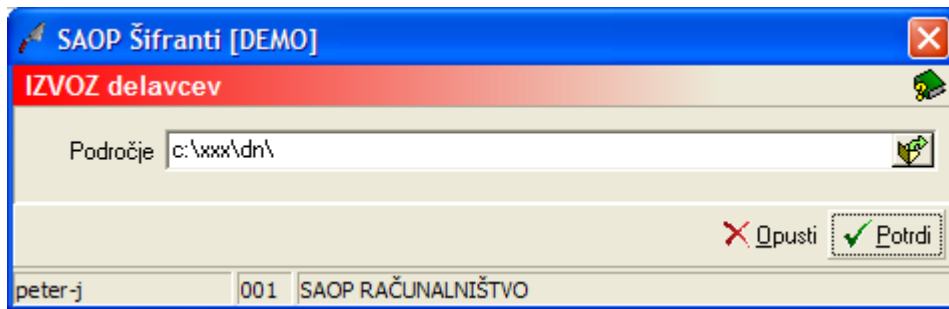 SAOP Šifranti [DEMO]
IZVOZ delavcev
Področje c:\xxx\dn\
Opusti Potrdi
peter-j 001 SAOP RAČUNALNIŠTVO